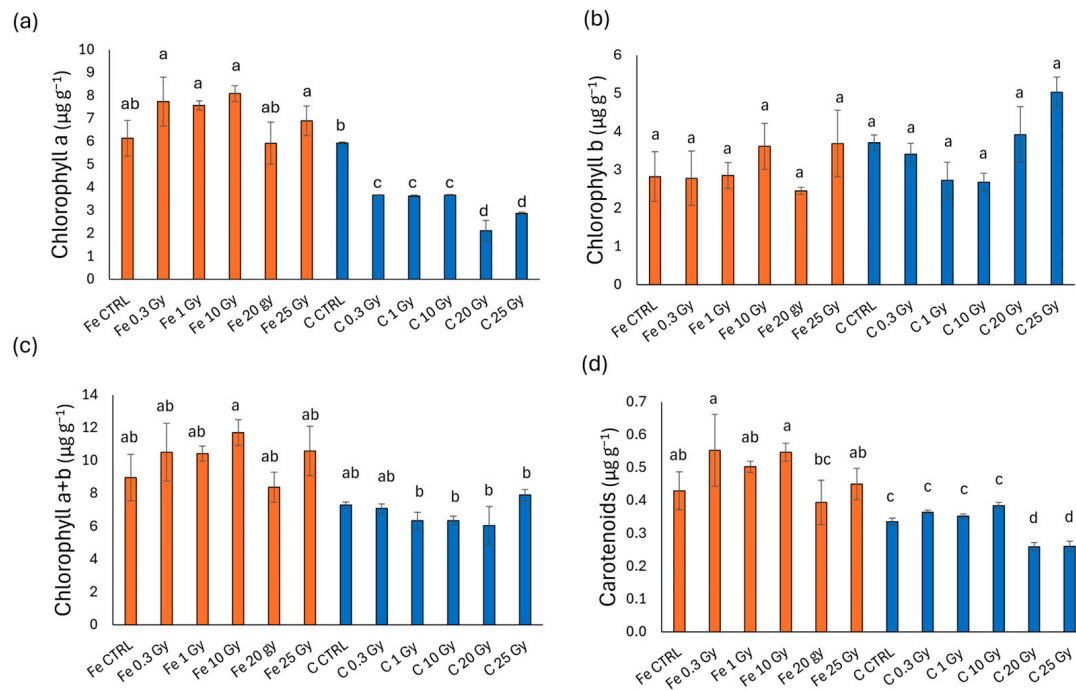 (a)
Chlorophyll a (µg g⁻¹)
10
9
8
7
6
5
4
3
2
1
0
ab
a
a
a
ab
a
b
c
c
c
d
d
Fe CTRL
Fe 0.3 Gy
Fe 1 Gy
Fe 10 Gy
Fe 20 gy
Fe 25 Gy
C CTRL
C 0.3 Gy
C 1 Gy
C 10 Gy
C 20 Gy
C 25 Gy
(b)
Chlorophyll b (µg g⁻¹)
6
5
4
3
2
1
0
a
a
a
a
a
a
a
a
a
a
a
a
Fe CTRL
Fe 0.3 Gy
Fe 1 Gy
Fe 10 Gy
Fe 20 gy
Fe 25 Gy
C CTRL
C 0.3 Gy
C 1 Gy
C 10 Gy
C 20 Gy
C 25 Gy
(c)
Chlorophyll a+b (µg g⁻¹)
14
12
10
8
6
4
2
0
ab
ab
ab
a
ab
ab
ab
ab
b
b
b
b
Fe CTRL
Fe 0.3 Gy
Fe 1 Gy
Fe 10 Gy
Fe 20 gy
Fe 25 Gy
C CTRL
C 0.3 Gy
C 1 Gy
C 10 Gy
C 20 Gy
C 25 Gy
(d)
Carotenoids (µg g⁻¹)
0.7
0.6
0.5
0.4
0.3
0.2
0.1
0.0
ab
a
ab
a
bc
ab
c
c
c
c
d
d
Fe CTRL
Fe 0.3 Gy
Fe 1 Gy
Fe 10 Gy
Fe 20 gy
Fe 25 Gy
C CTRL
C 0.3 Gy
C 1 Gy
C 10 Gy
C 20 Gy
C 25 Gy